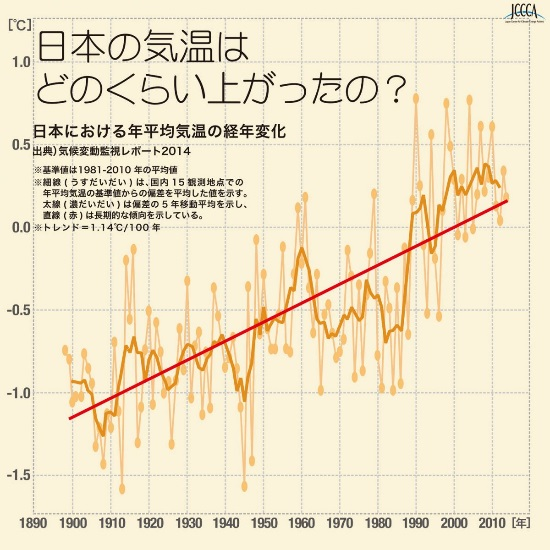 JCCCA
[℃]
日本の気温は
どのくらい上がったの？
日本における年平均気温の経年変化
出典）気候変動監視レポート2014
※基準値は1981-2010 年の平均値
※細線（うすだいだい）は、国内 15 観測地点での
年平均気温の基準値からの偏差を平均した値を示す。
太線（濃だいだい）は偏差の 5 年移動平均を示し、
直線（赤）は長期的な傾向を示している。
※トレンド＝1.14℃/100 年
1.0
0.5
0.0
-0.5
-1.0
-1.5
1890 1900 1910 1920 1930 1940 1950 1960 1970 1980 1990 2000 2010 [年]